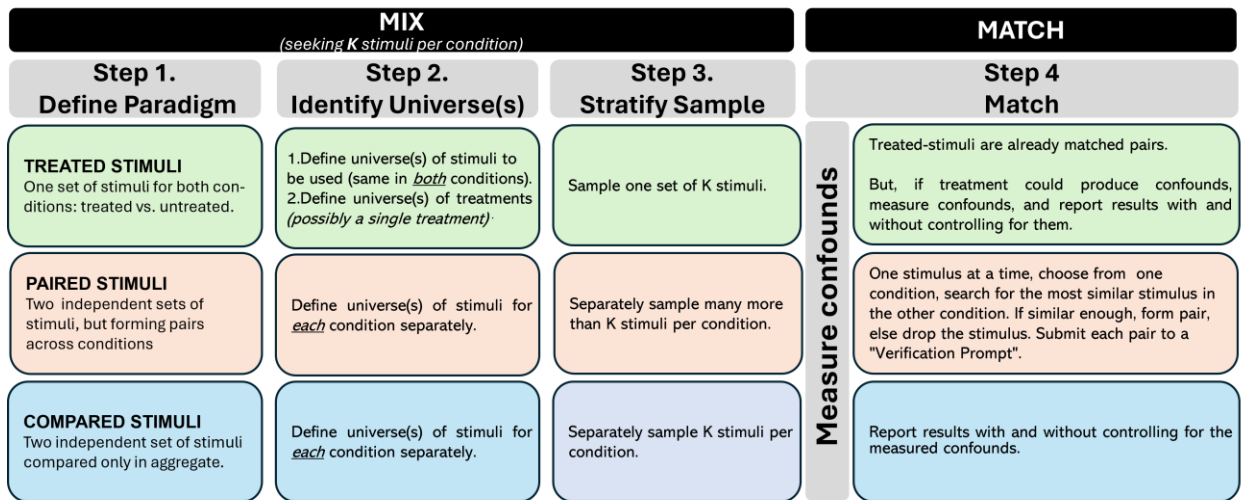 MIX
(seeking K stimuli per condition)
MATCH
Step 1.
Define Paradigm
Step 2.
Identify Universe(s)
Step 3.
Stratify Sample
Step 4
Match
TREATED STIMULI
One set of stimuli for both con-
ditions: treated vs. untreated.
1.Define universe(s) of stimuli to
be used (same in both conditions).
2.Define universe(s) of treatments
(possibly a single treatment).
Sample one set of K stimuli.
Measure confounds
Treated-stimuli are already matched pairs.
But, if treatment could produce confounds,
measure confounds, and report results with and
without controlling for them.
PAIRED STIMULI
Two independent sets of
stimuli, but forming pairs
across conditions
Define universe(s) of stimuli for
each condition separately.
Separately sample many more
than K stimuli per condition.
One stimulus at a time, choose from one
condition, search for the most similar stimulus in
the other condition. If similar enough, form pair,
else drop the stimulus. Submit each pair to a
"Verification Prompt".
COMPARED STIMULI
Two independent set of stimuli
compared only in aggregate.
Define universe(s) of stimuli for
each condition separately.
Separately sample K stimuli per
condition.
Report results with and without controlling for the
measured confounds.